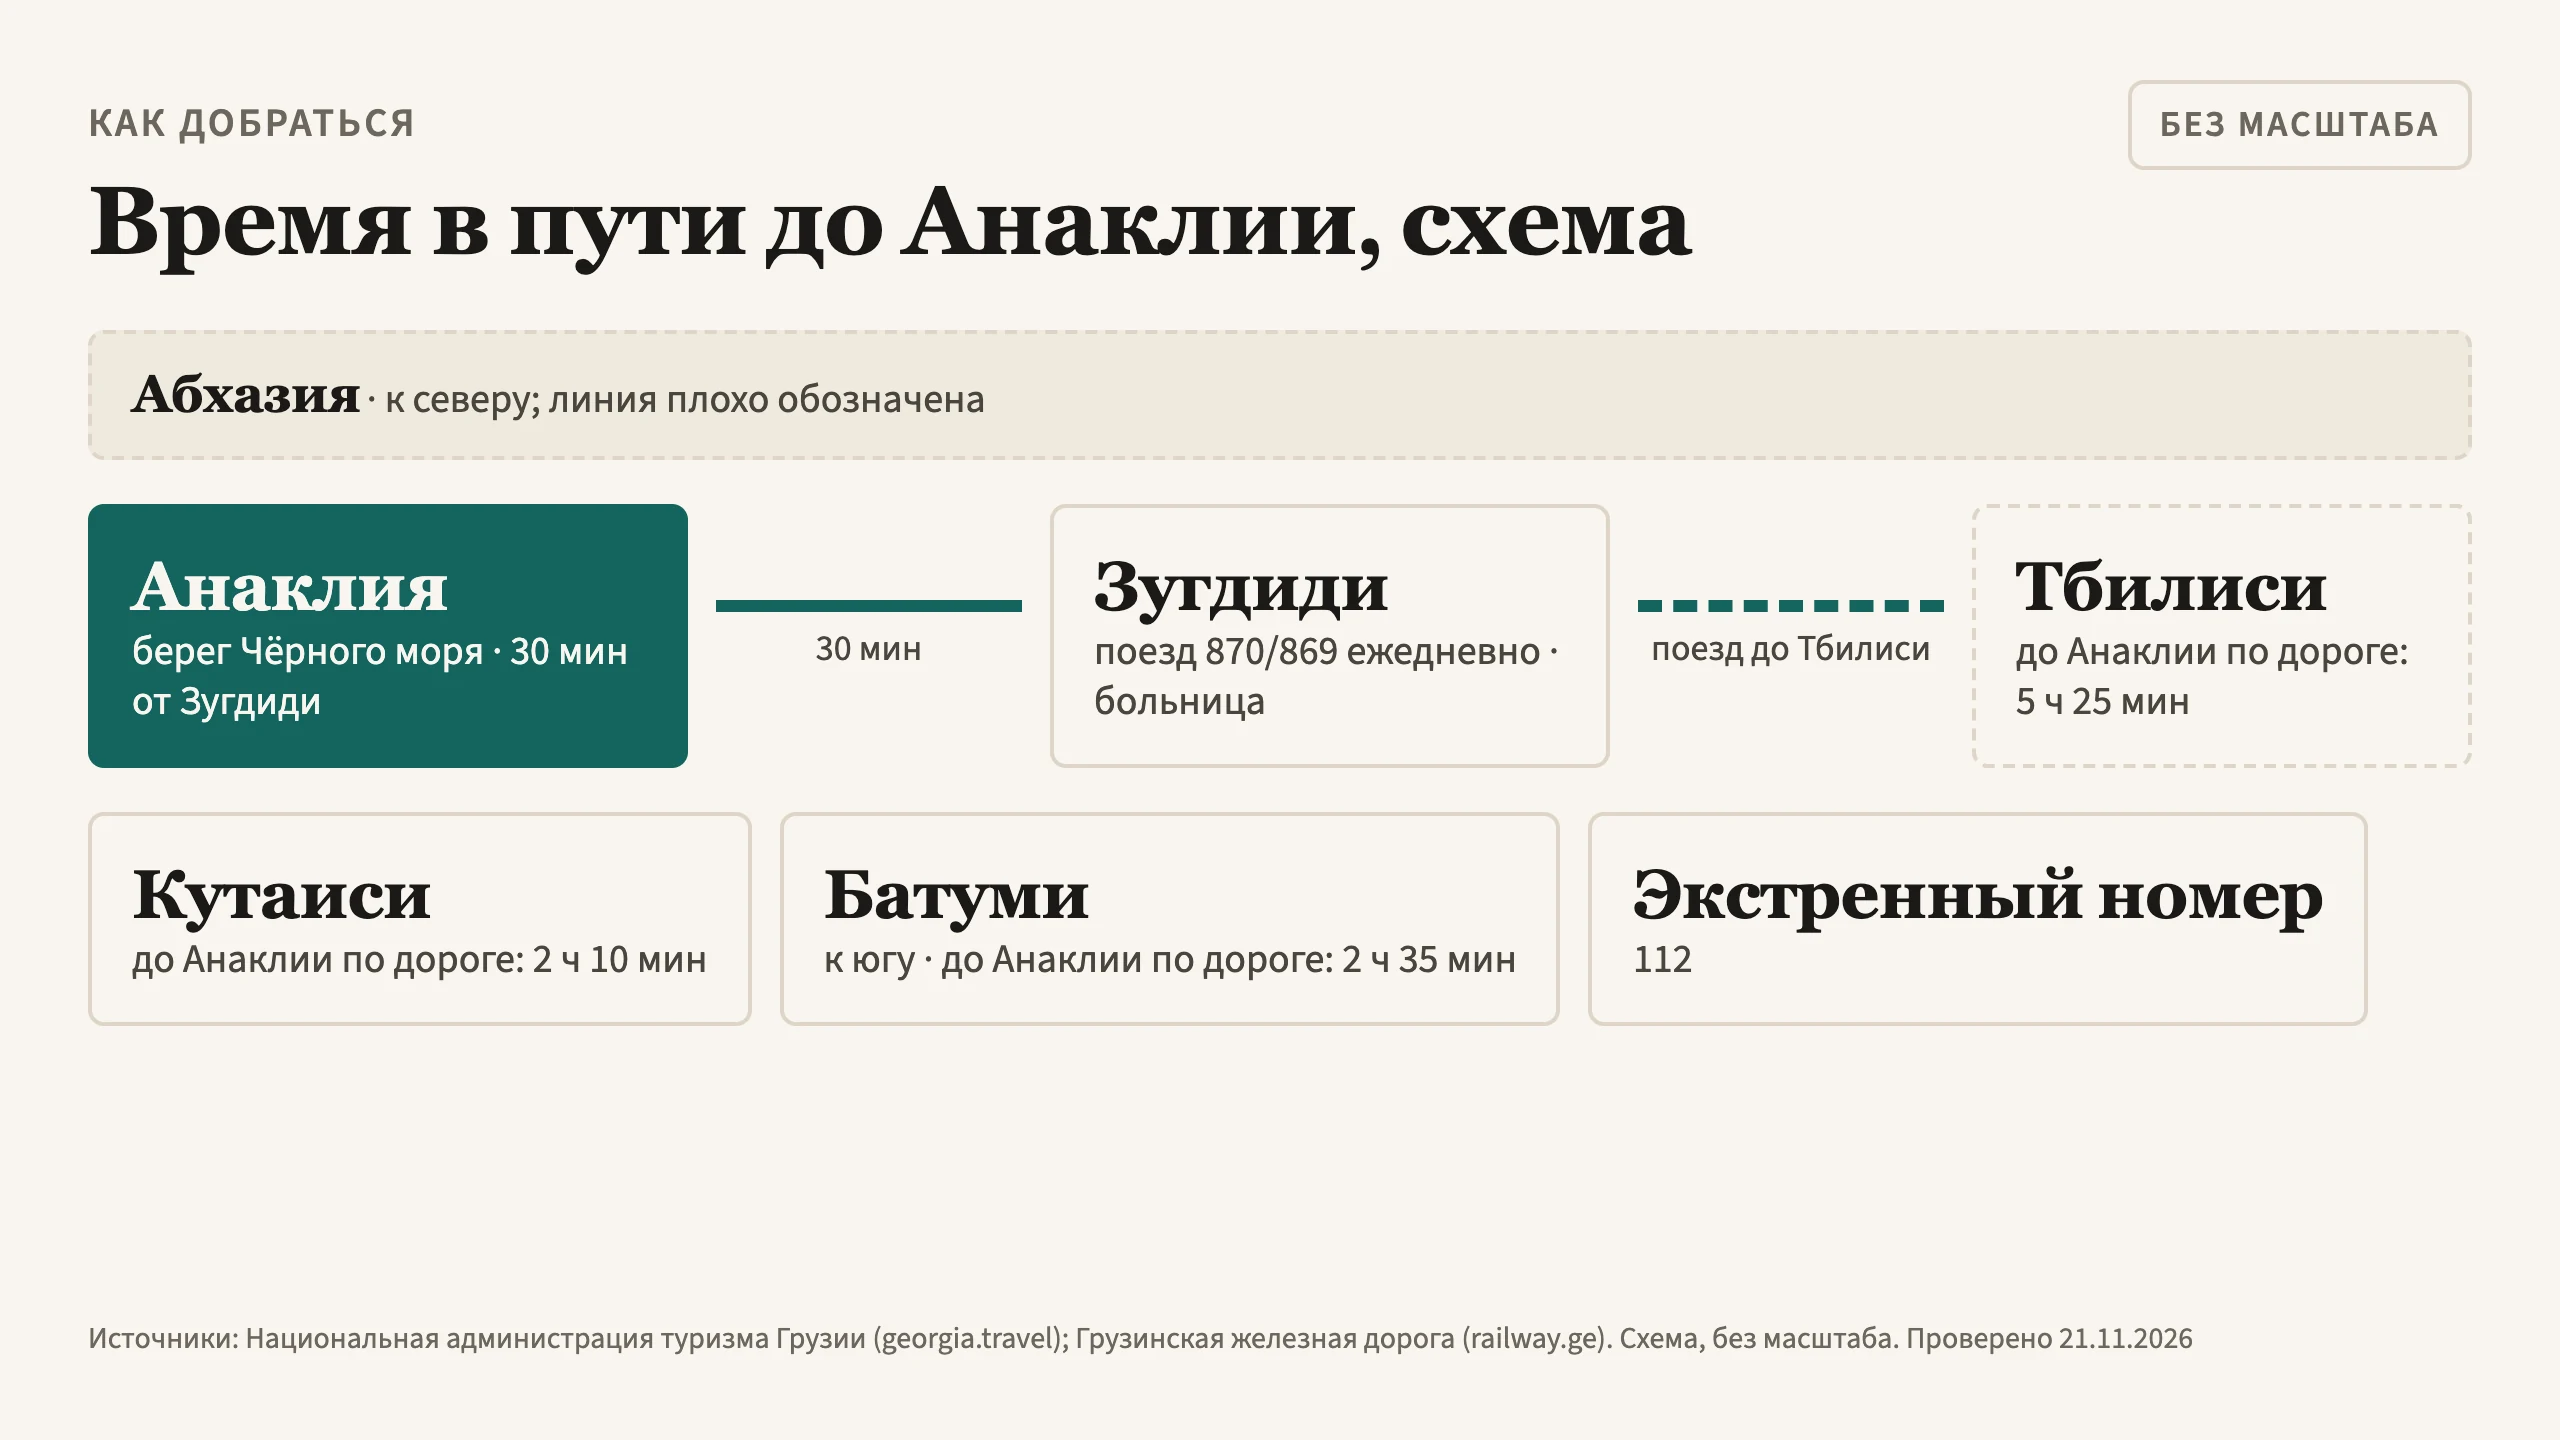 КАК ДОБРАТЬСЯ
БЕЗ МАСШТАБА
Время в пути до Анаклии, схема
Абхазия · к северу; линия плохо обозначена
Анаклия
берег Чёрного моря · 30 мин
от Зугдиди
30 мин
Зугдиди
поезд 870/869 ежедневно ·
больница
поезд до Тбилиси
Тбилиси
до Анаклии по дороге:
5 ч 25 мин
Кутаиси
до Анаклии по дороге: 2 ч 10 мин
Батуми
к югу · до Анаклии по дороге: 2 ч 35 мин
Экстренный номер
112
Источники: Национальная администрация туризма Грузии (georgia.travel); Грузинская железная дорога (railway.ge). Схема, без масштаба. Проверено 21.11.2026